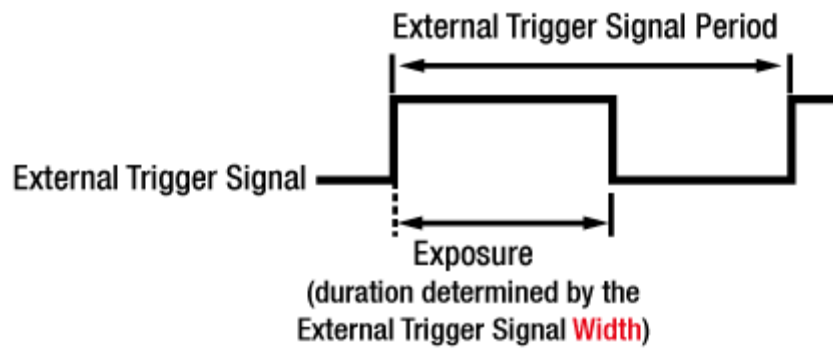 External Trigger Signal Period
External Trigger Signal
Exposure
(duration determined by the
External Trigger Signal Width)